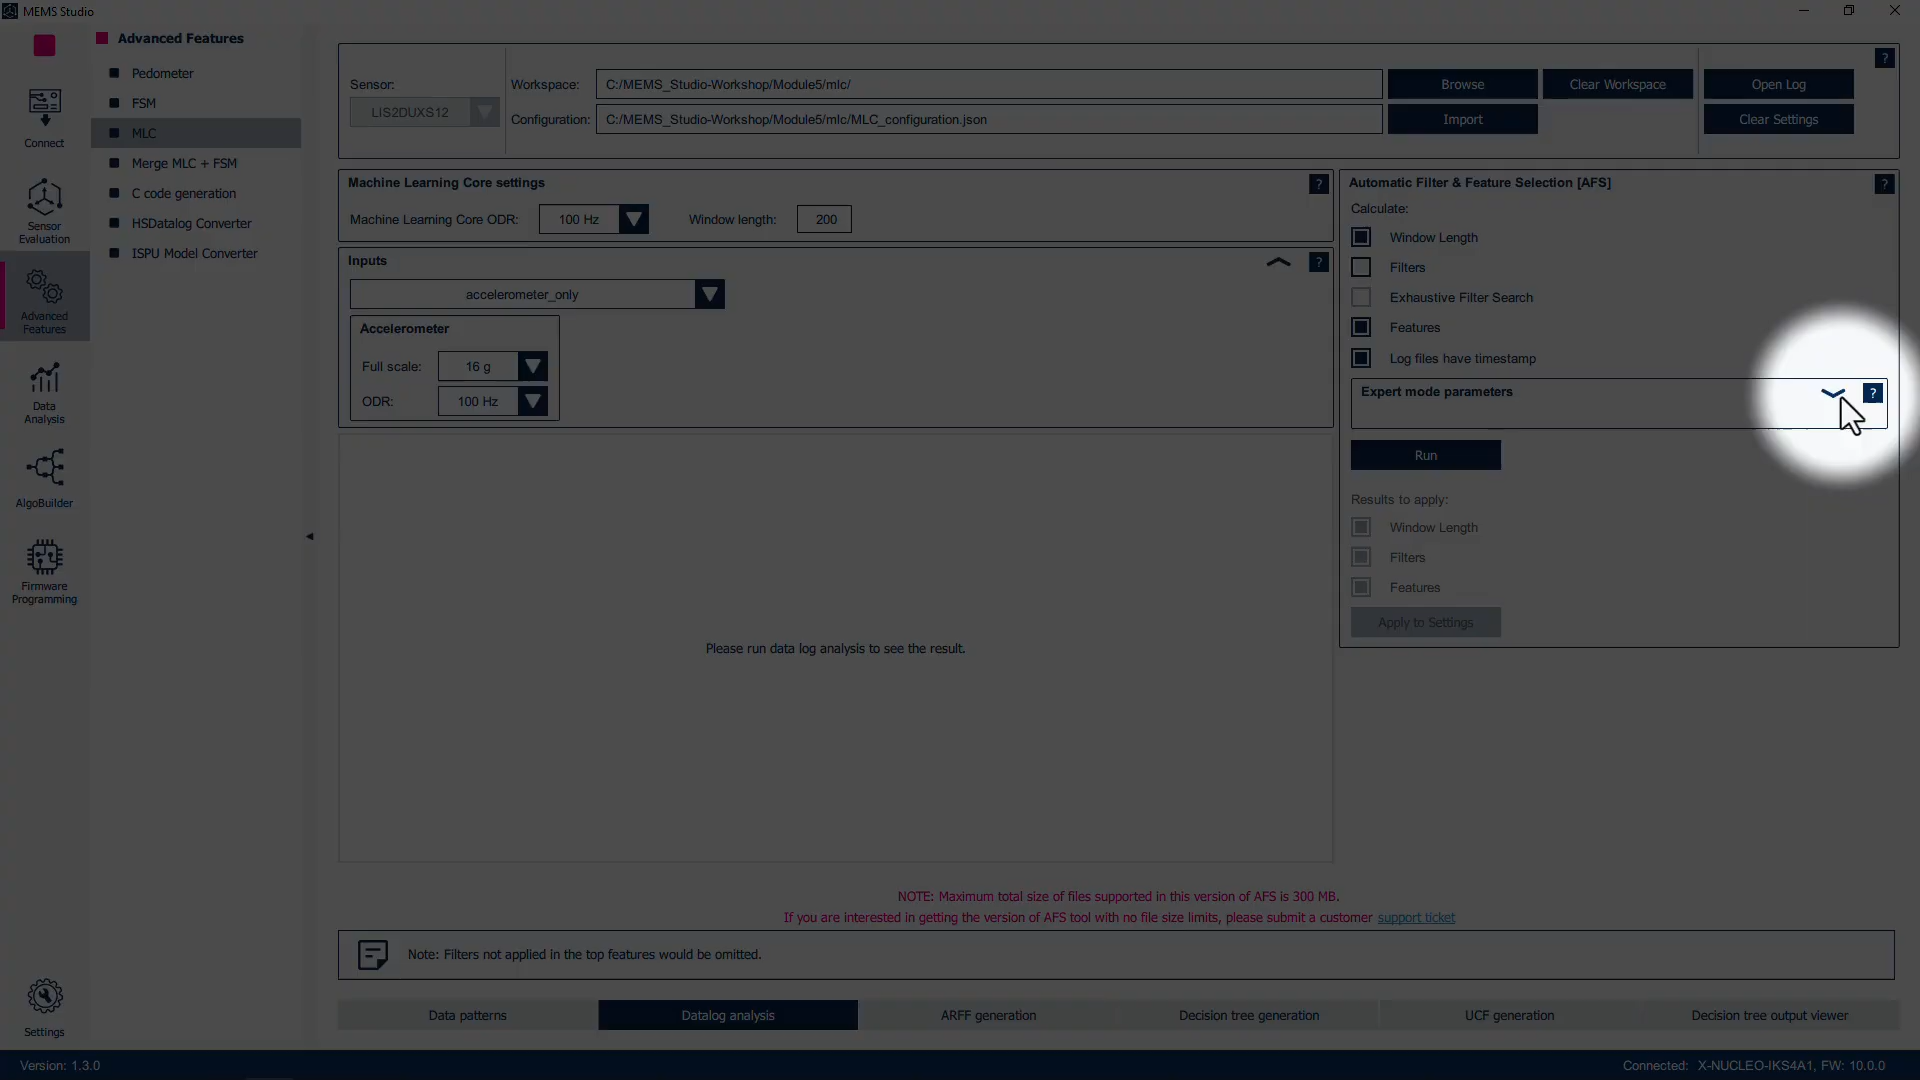 MEMS Studio
Connect
Sensor
Evaluation
Advanced
Features
Data
Analysis
AlgoBuilder
Firmware
Programming
Settings
Advanced Features
Pedometer
FSM
MLC
Merge MLC + FSM
C code generation
HSDatalog Converter
ISPU Model Converter
Sensor:
LIS2DUXS12
Workspace: C:/MEMS_Studio-Workshop/Module5/mlc/ Browse Clear Workspace Open Log ?
Configuration: C:/MEMS_Studio-Workshop/Module5/mlc/MLC_configuration.json Import Clear Settings
Machine Learning Core settings ?
Machine Learning Core ODR: 100 Hz Window length: 200
Inputs ?
accelerometer_only
Accelerometer
Full scale: 16 g
ODR: 100 Hz
Please run data log analysis to see the result.
Automatic Filter & Feature Selection [AFS] ?
Calculate:
Window Length
Filters
Exhaustive Filter Search
Features
Log files have timestamp
Expert mode parameters ?
Run
Results to apply:
Window Length
Filters
Features
Apply to Settings
NOTE: Maximum total size of files supported in this version of AFS is 300 MB.
If you are interested in getting the version of AFS tool with no file size limits, please submit a customer support ticket
Note: Filters not applied in the top features would be omitted.
Data patterns Datalog analysis ARFF generation Decision tree generation UCF generation Decision tree output viewer
Version: 1.3.0 Connected: X-NUCLEO-IKS4A1, FW: 10.0.0